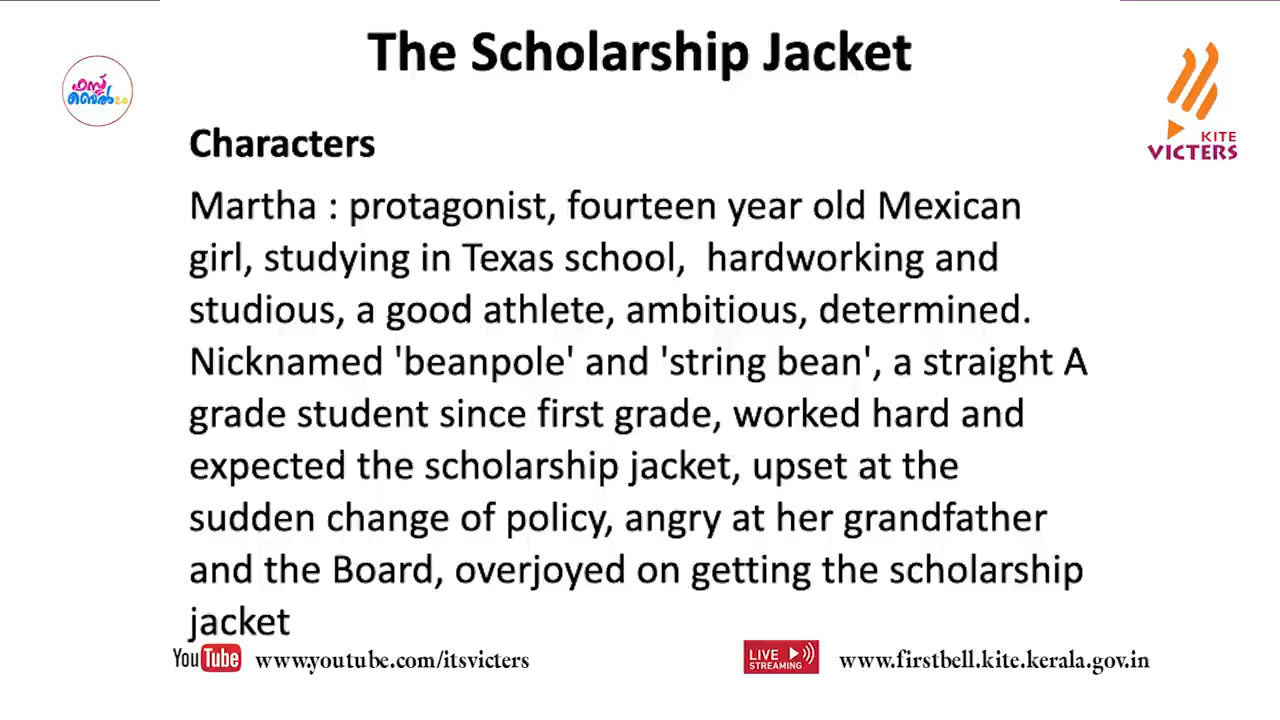 The Scholarship Jacket
ഫസ്റ്റ്
ബെൽ 2.0
KITE
VICTERS
Characters
Martha : protagonist, fourteen year old Mexican
girl, studying in Texas school,  hardworking and
studious, a good athlete, ambitious, determined.
Nicknamed 'beanpole' and 'string bean', a straight A
grade student since first grade, worked hard and
expected the scholarship jacket, upset at the
sudden change of policy, angry at her grandfather
and the Board, overjoyed on getting the scholarship
jacket
YouTube www.youtube.com/itsvicters
LIVE STREAMING www.firstbell.kite.kerala.gov.in